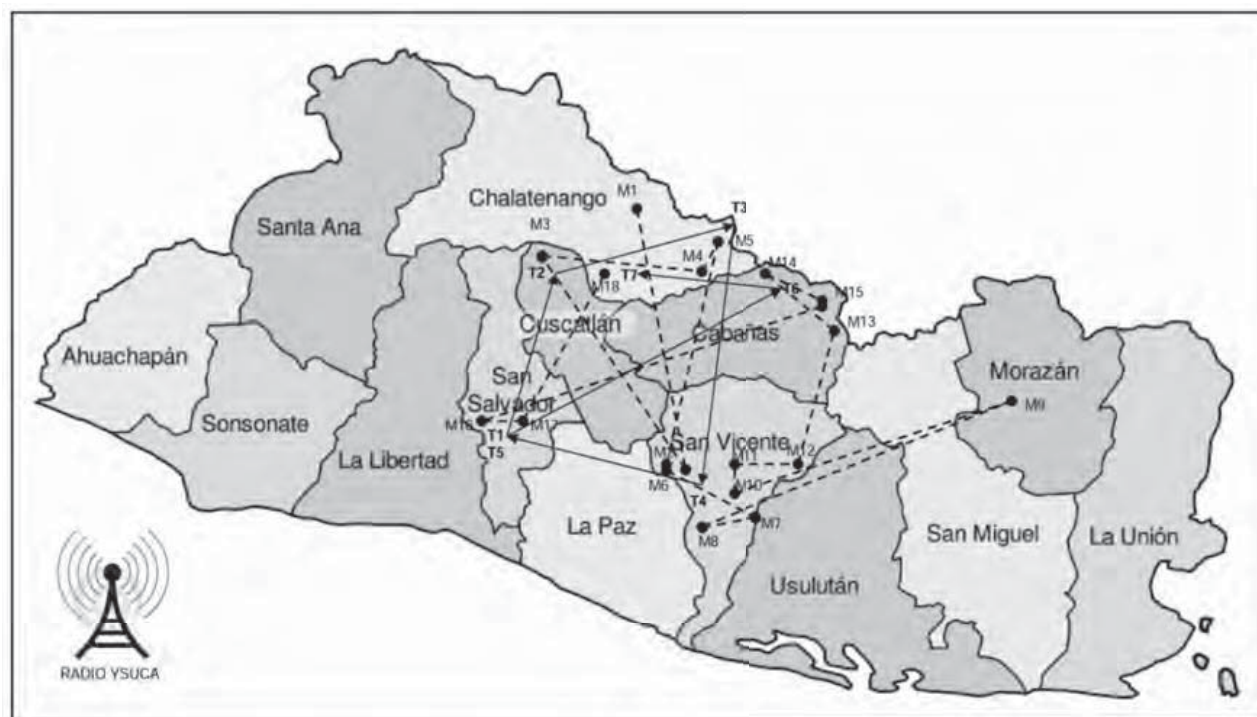 Chalatenango
M1
T3
Santa Ana
M3
M5
M4
M14
T2
T7
M18
T6
M15
Cuscatlán
Cabañas
M13
Ahuachapán
San
Salvador
Morazán
M9
Sonsonate
M16
M17
T1
T5
San Vicente
La Libertad
M11
M12
M6
M10
T4
M7
La Paz
M8
San Miguel
La Unión
Usulután
RADIO YSUCA